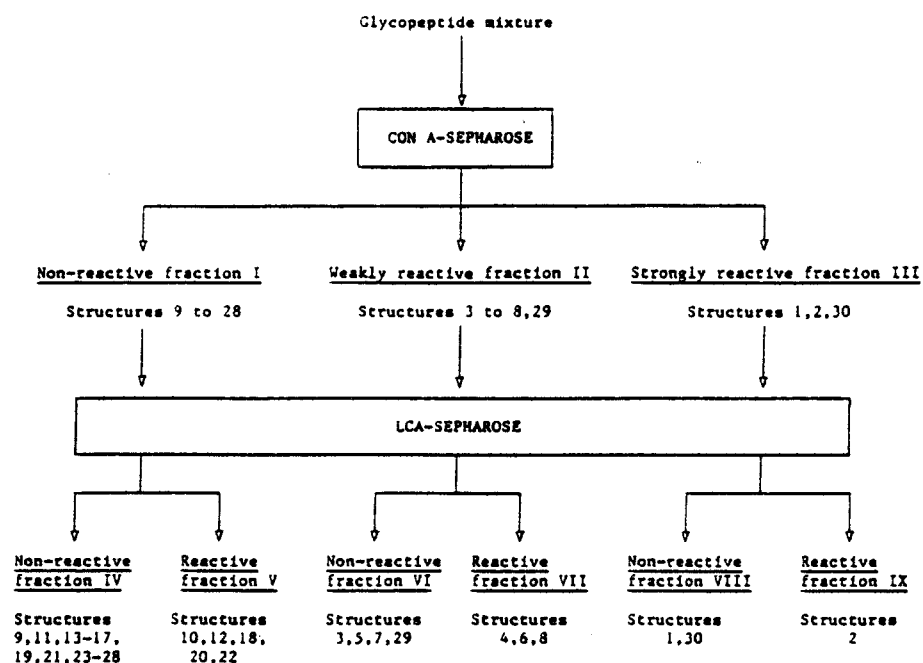 Glycopeptide mixture
CON A-SEPHAROSE
Non-reactive fraction I
Weakly reactive fraction II
Strongly reactive fraction III
Structures 9 to 28
Structures 3 to 8,29
Structures 1,2,30
LCA-SEPHAROSE
Non-reactive
fraction IV
Reactive
fraction V
Non-reactive
fraction VI
Reactive
fraction VII
Non-reactive
fraction VIII
Reactive
fraction IX
Structures
9,11,13-17,
19,21,23-28
Structures
10,12,18,
20,22
Structures
3,5,7,29
Structures
4,6,8
Structures
1,30
Structures
2